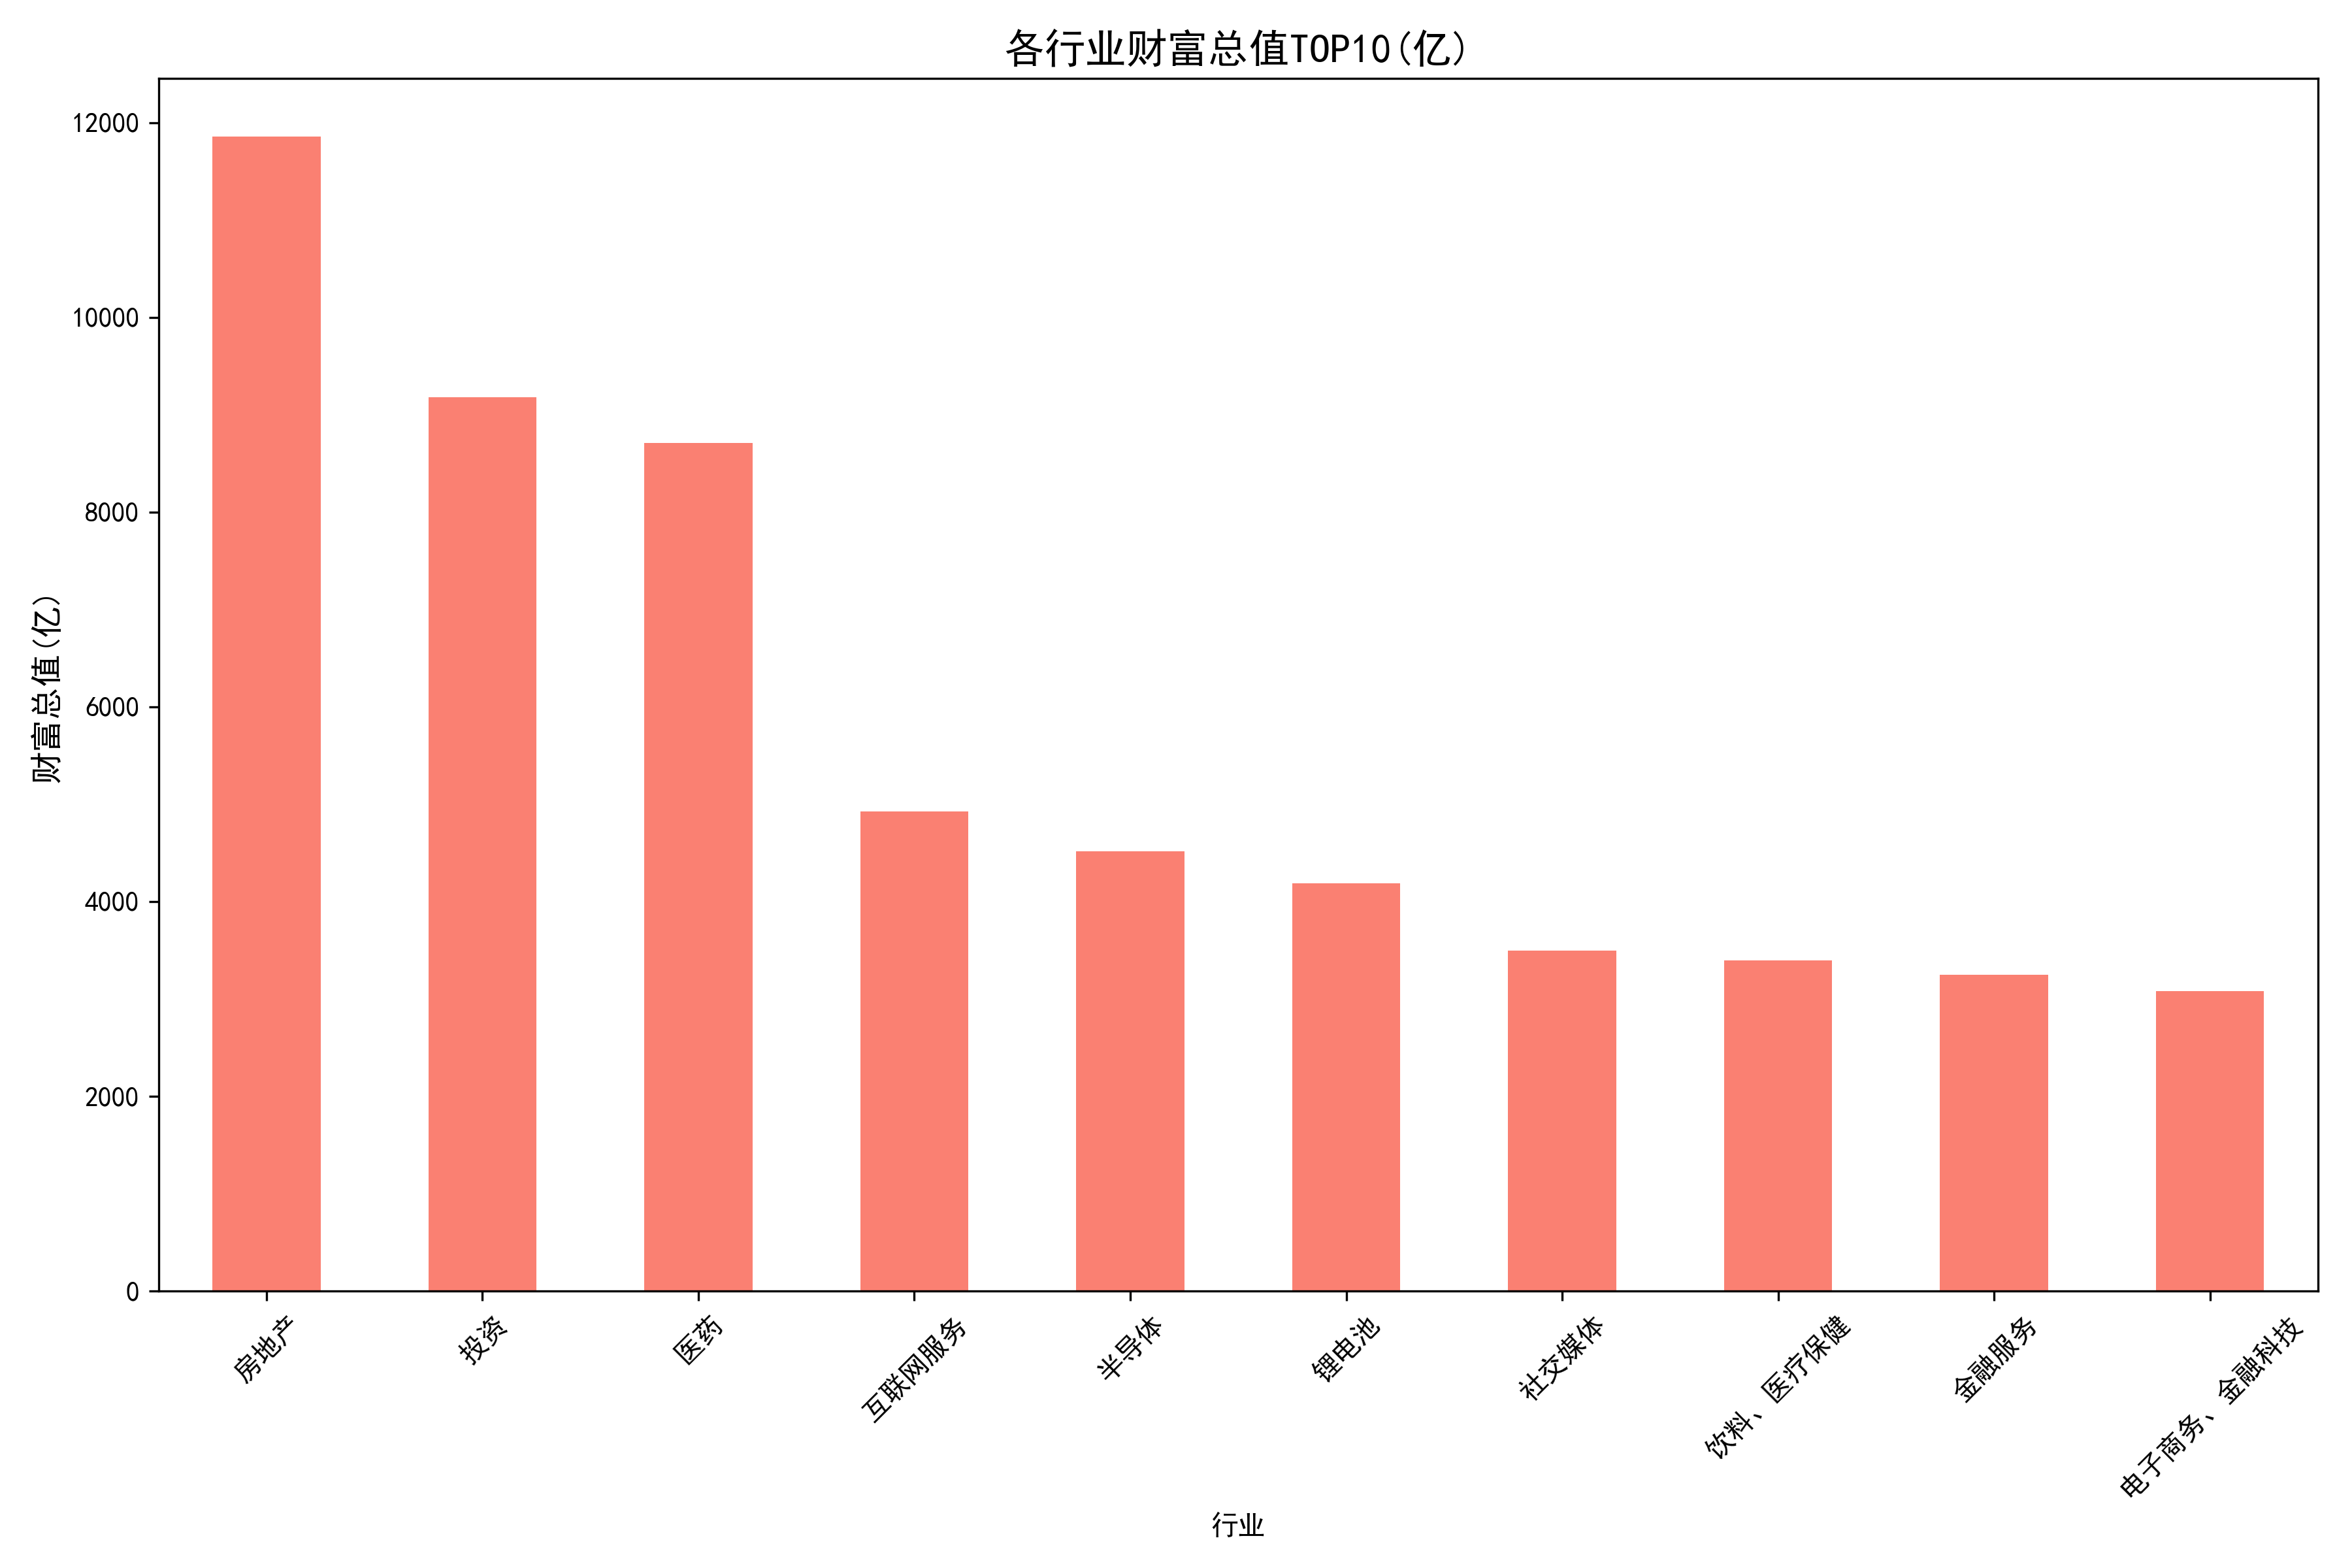 各行业财富总值TOP10(亿)
财富总值(亿)
12000
10000
8000
6000
4000
2000
0
房地产
投资
医药
互联网服务
半导体
锂电池
社交媒体
饮料、医疗保健
金融服务
电子商务、金融科技
行业